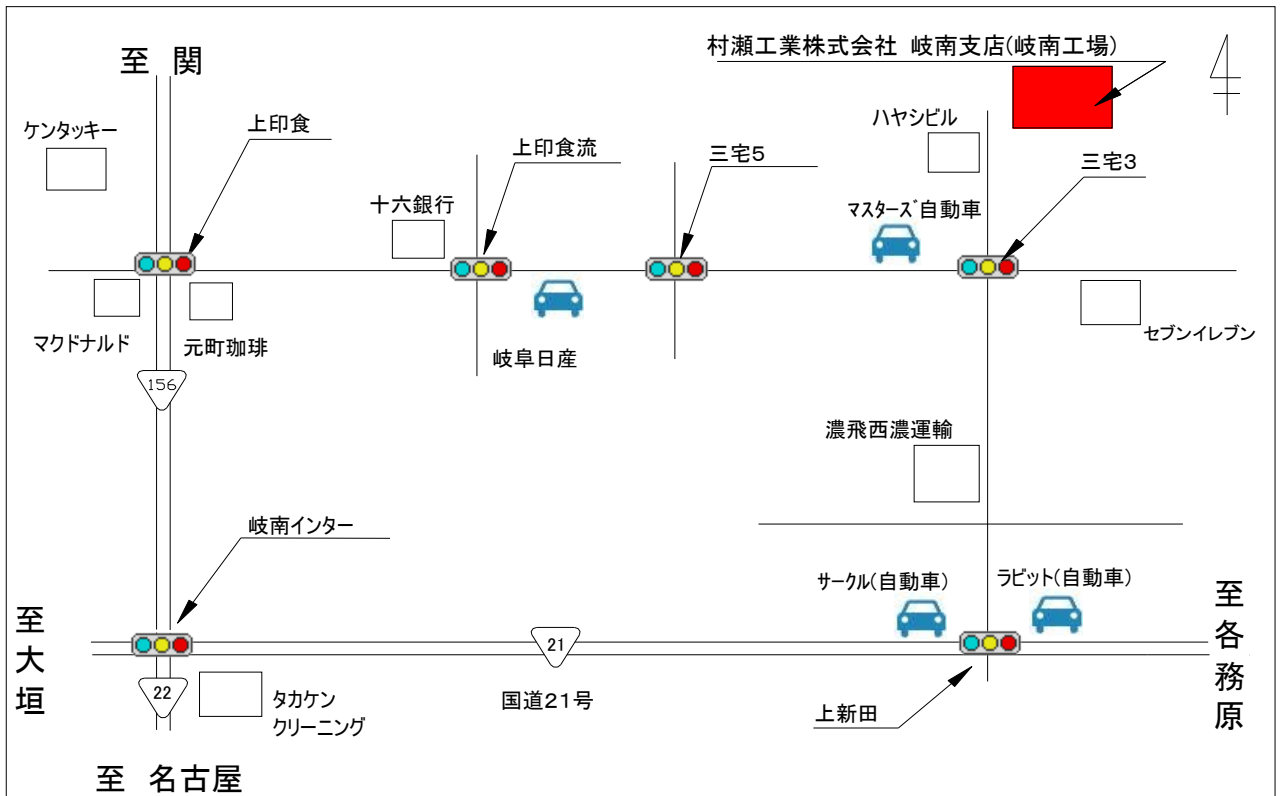 村瀬工業株式会社 岐南支店(岐南工場)
至 関
ケンタッキー
上印食
上印食流
三宅5
ハヤシビル
三宅3
十六銀行
マスターズ自動車
マクドナルド
元町珈琲
岐阜日産
セブンイレブン
156
濃飛西濃運輸
岐南インター
サークル(自動車)
ラビット(自動車)
至大垣
至各務原
21
22
タカケン
クリーニング
国道21号
上新田
至 名古屋